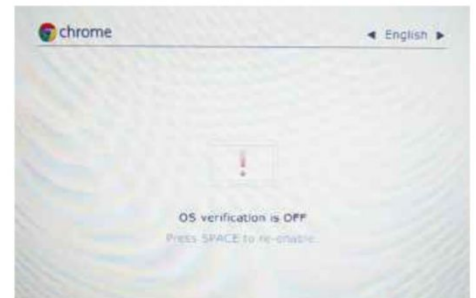 chrome
◀ English ▶
OS verification is OFF
Press SPACE to re-enable.